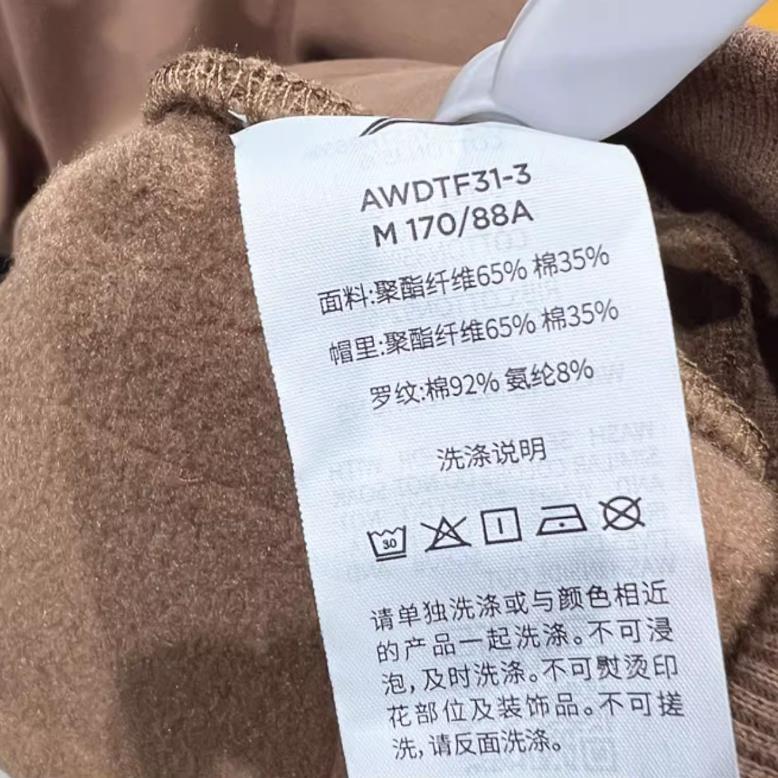 AWDTF31-3
M 170/88A
面料:聚酯纤维65% 棉35%
帽里:聚酯纤维65% 棉35%
罗纹:棉92% 氨纶8%
洗涤说明
30
请单独洗涤或与颜色相近
的产品一起洗涤。不可浸
泡,及时洗涤。不可熨烫印
花部位及装饰品。不可搓
洗,请反面洗涤。